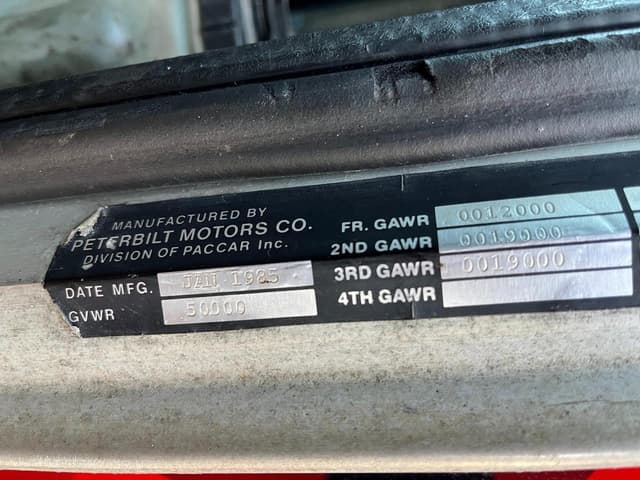 MANUFACTURED BY
PETERBILT MOTORS CO.
DIVISION OF PACCAR Inc.
DATE MFG. JAN 1985
GVWR 50000
FR. GAWR 0012000
2ND GAWR 0019000
3RD GAWR 0019000
4TH GAWR